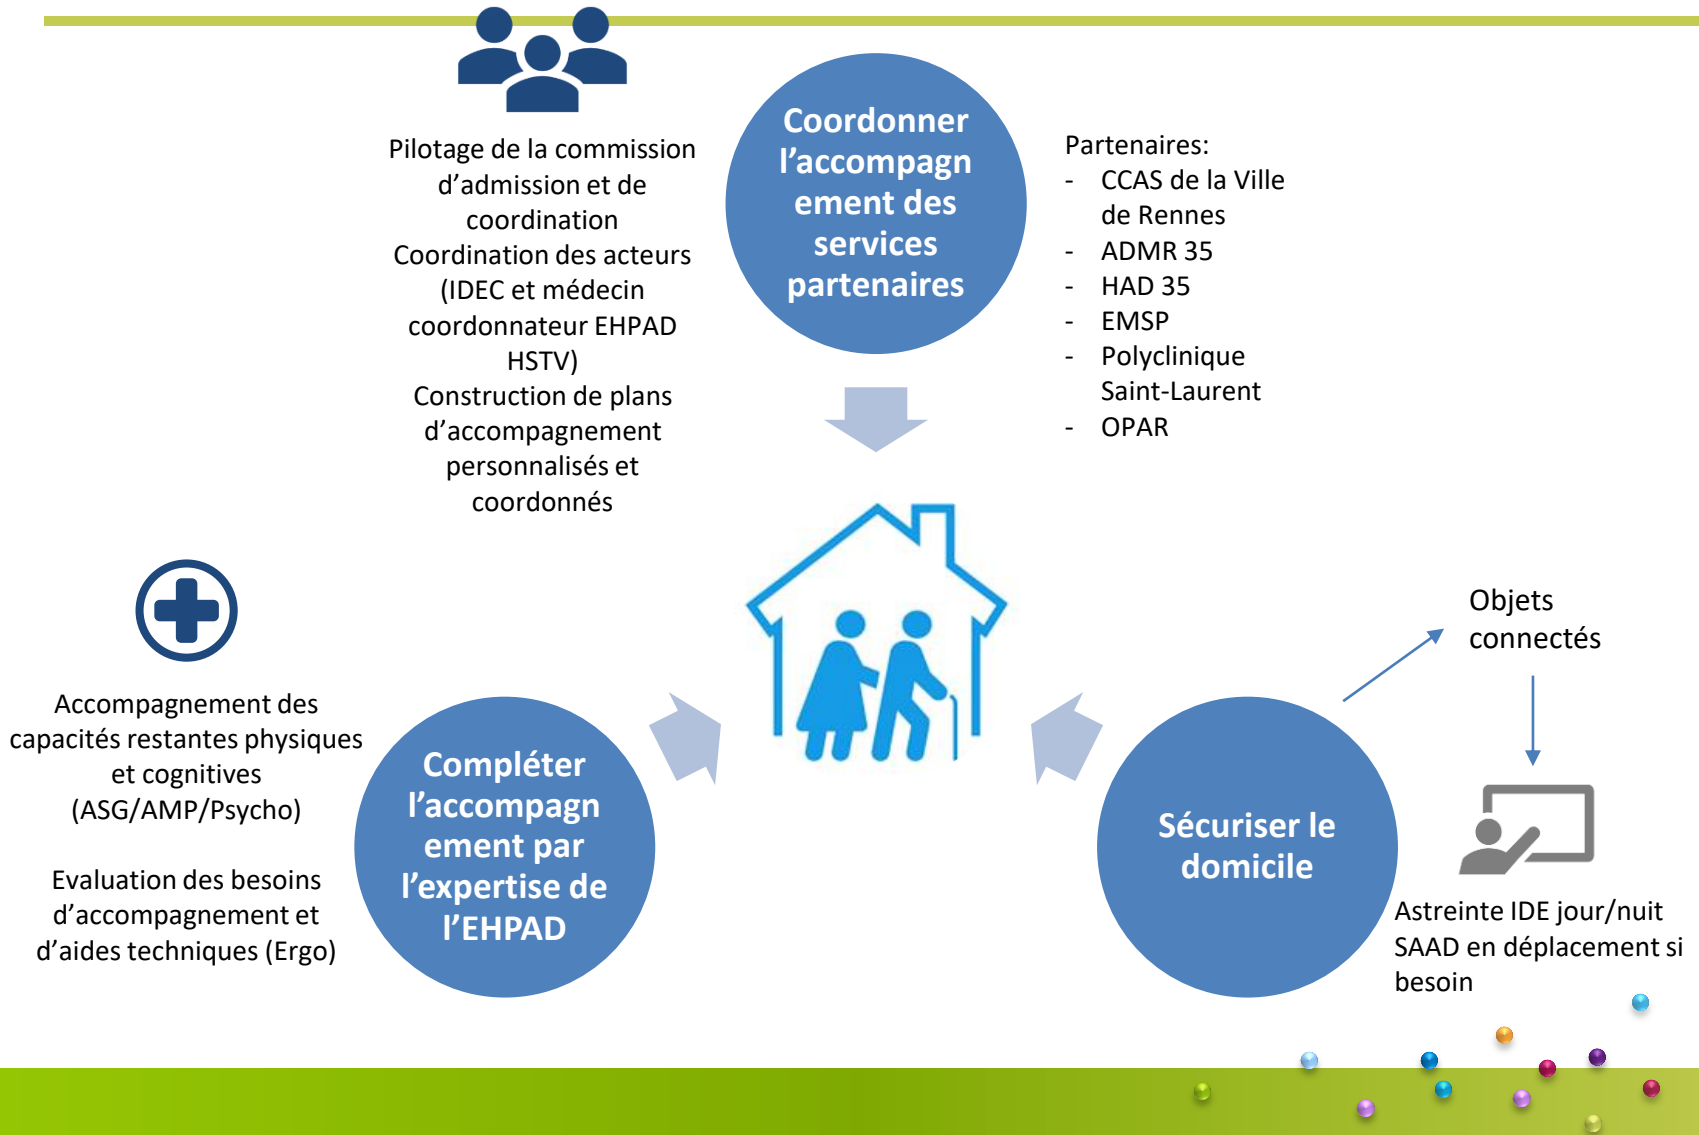 Pilotage de la commission
d’admission et de
coordination
Coordination des acteurs
(IDEC et médecin
coordonnateur EHPAD
HSTV)
Construction de plans
d’accompagnement
personnalisés et
coordonnés
Coordonner
l’accompagn
ement des
services
partenaires
Partenaires:
- CCAS de la Ville
de Rennes
- ADMR 35
- HAD 35
- EMSP
- Polyclinique
Saint-Laurent
- OPAR
Accompagnement des
capacités restantes physiques
et cognitives
(ASG/AMP/Psycho)
Evaluation des besoins
d’accompagnement et
d’aides techniques (Ergo)
Compléter
l’accompagn
ement par
l’expertise de
l’EHPAD
Sécuriser le
domicile
Objets
connectés
Astreinte IDE jour/nuit
SAAD en déplacement si
besoin